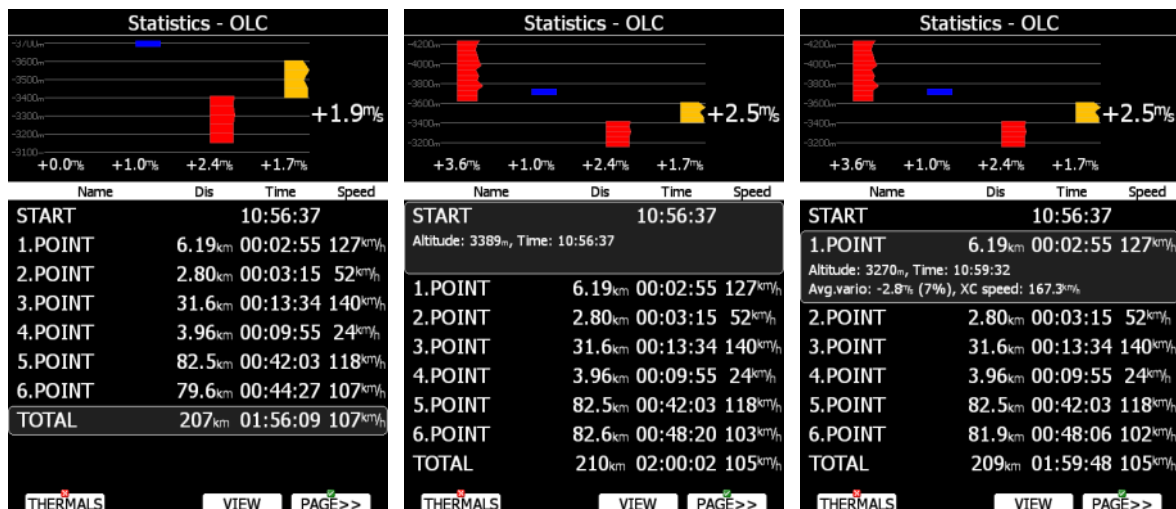 Statistics - OLC
-3700m
-3600m
-3500m
-3400m
-3300m
-3200m
-3100m
+1.9m/s
+0.0m/s +1.0m/s +2.4m/s +1.7m/s
Name Dis Time Speed
START 10:56:37
1.POINT 6.19km 00:02:55 127km/h
2.POINT 2.80km 00:03:15 52km/h
3.POINT 31.6km 00:13:34 140km/h
4.POINT 3.96km 00:09:55 24km/h
5.POINT 82.5km 00:42:03 118km/h
6.POINT 79.6km 00:44:27 107km/h
TOTAL 207km 01:56:09 107km/h
THERMALS VIEW PAGE>>
Statistics - OLC
-4200m
-4000m
-3800m
-3600m
-3400m
-3200m
+2.5m/s
+3.6m/s +1.0m/s +2.4m/s +1.7m/s
Name Dis Time Speed
START 10:56:37
Altitude: 3389m, Time: 10:56:37
1.POINT 6.19km 00:02:55 127km/h
2.POINT 2.80km 00:03:15 52km/h
3.POINT 31.6km 00:13:34 140km/h
4.POINT 3.96km 00:09:55 24km/h
5.POINT 82.5km 00:42:03 118km/h
6.POINT 82.6km 00:48:20 103km/h
TOTAL 210km 02:00:02 105km/h
THERMALS VIEW PAGE>>
Statistics - OLC
-4200m
-4000m
-3800m
-3600m
-3400m
-3200m
+2.5m/s
+3.6m/s +1.0m/s +2.4m/s +1.7m/s
Name Dis Time Speed
START 10:56:37
1.POINT 6.19km 00:02:55 127km/h
Altitude: 3270m, Time: 10:59:32
Avg.vario: -2.8m/s (7%), XC speed: 167.3km/h
2.POINT 2.80km 00:03:15 52km/h
3.POINT 31.6km 00:13:34 140km/h
4.POINT 3.96km 00:09:55 24km/h
5.POINT 82.5km 00:42:03 118km/h
6.POINT 81.9km 00:48:06 102km/h
TOTAL 209km 01:59:48 105km/h
THERMALS VIEW PAGE>>